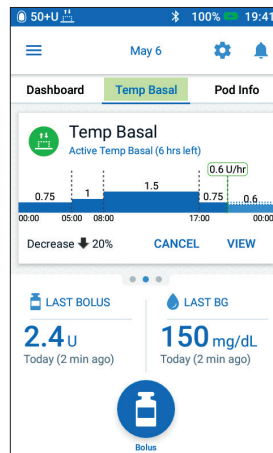 50+U 100% 19:41
May 6
Dashboard Temp Basal Pod Info
Temp Basal
Active Temp Basal (6 hrs left)
0.6 U/hr
0.75 1 1.5 0.75 0.6
00:00 05:00 08:00 17:00 00:00
Decrease 20% CANCEL VIEW
LAST BOLUS LAST BG
2.4 U 150 mg/dL
Today (2 min ago) Today (2 min ago)
Bolus